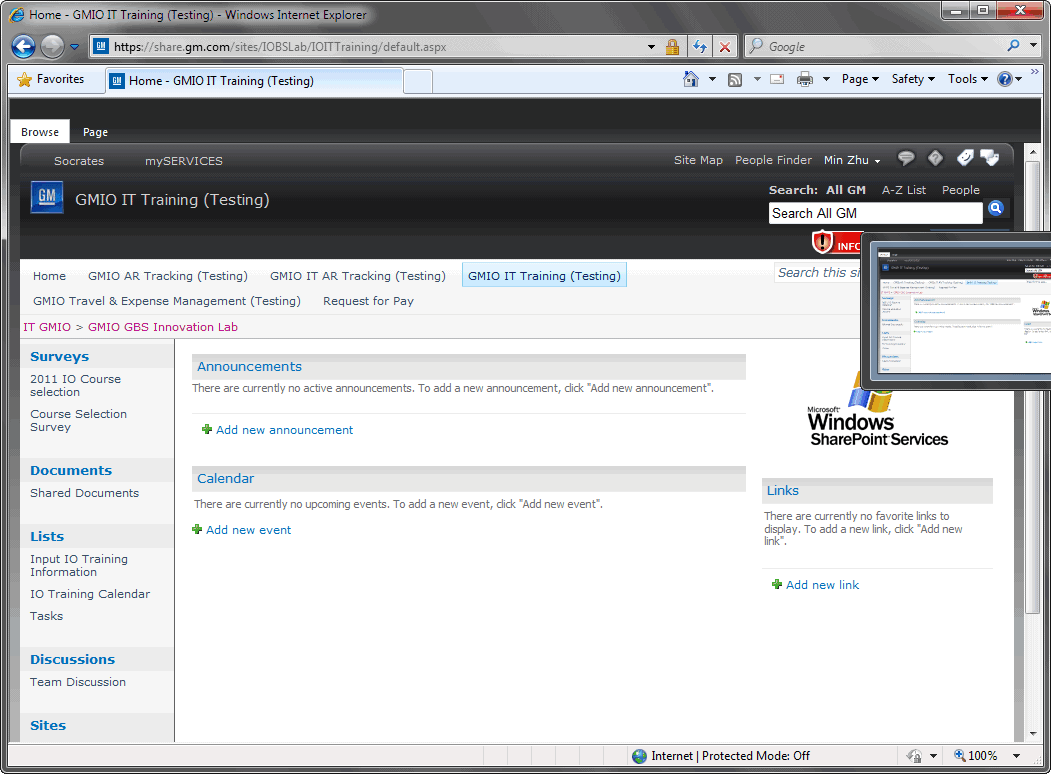 Home - GMIO IT Training (Testing) - Windows Internet Explorer
GM https://share.gm.com/sites/IOBSLab/IOITTraining/default.aspx Google
Favorites GM Home - GMIO IT Training (Testing) Page Safety Tools »
Browse Page
Socrates mySERVICES Site Map People Finder Min Zhu
GM GMIO IT Training (Testing)
Search: All GM A-Z List People
Search All GM
INFO
Home GMIO AR Tracking (Testing) GMIO IT AR Tracking (Testing) GMIO IT Training (Testing) Search this si
GMIO Travel & Expense Management (Testing) Request for Pay
IT GMIO > GMIO GBS Innovation Lab
Surveys
2011 IO Course
selection
Course Selection
Survey
Documents
Shared Documents
Lists
Input IO Training
Information
IO Training Calendar
Tasks
Discussions
Team Discussion
Sites
Announcements
There are currently no active announcements. To add a new announcement, click "Add new announcement".
Add new announcement
Calendar
There are currently no upcoming events. To add a new event, click "Add new event".
Add new event
Microsoft
Windows
SharePoint Services
Links
There are currently no favorite links to
display. To add a new link, click "Add new
link".
Add new link
Internet | Protected Mode: Off 100%